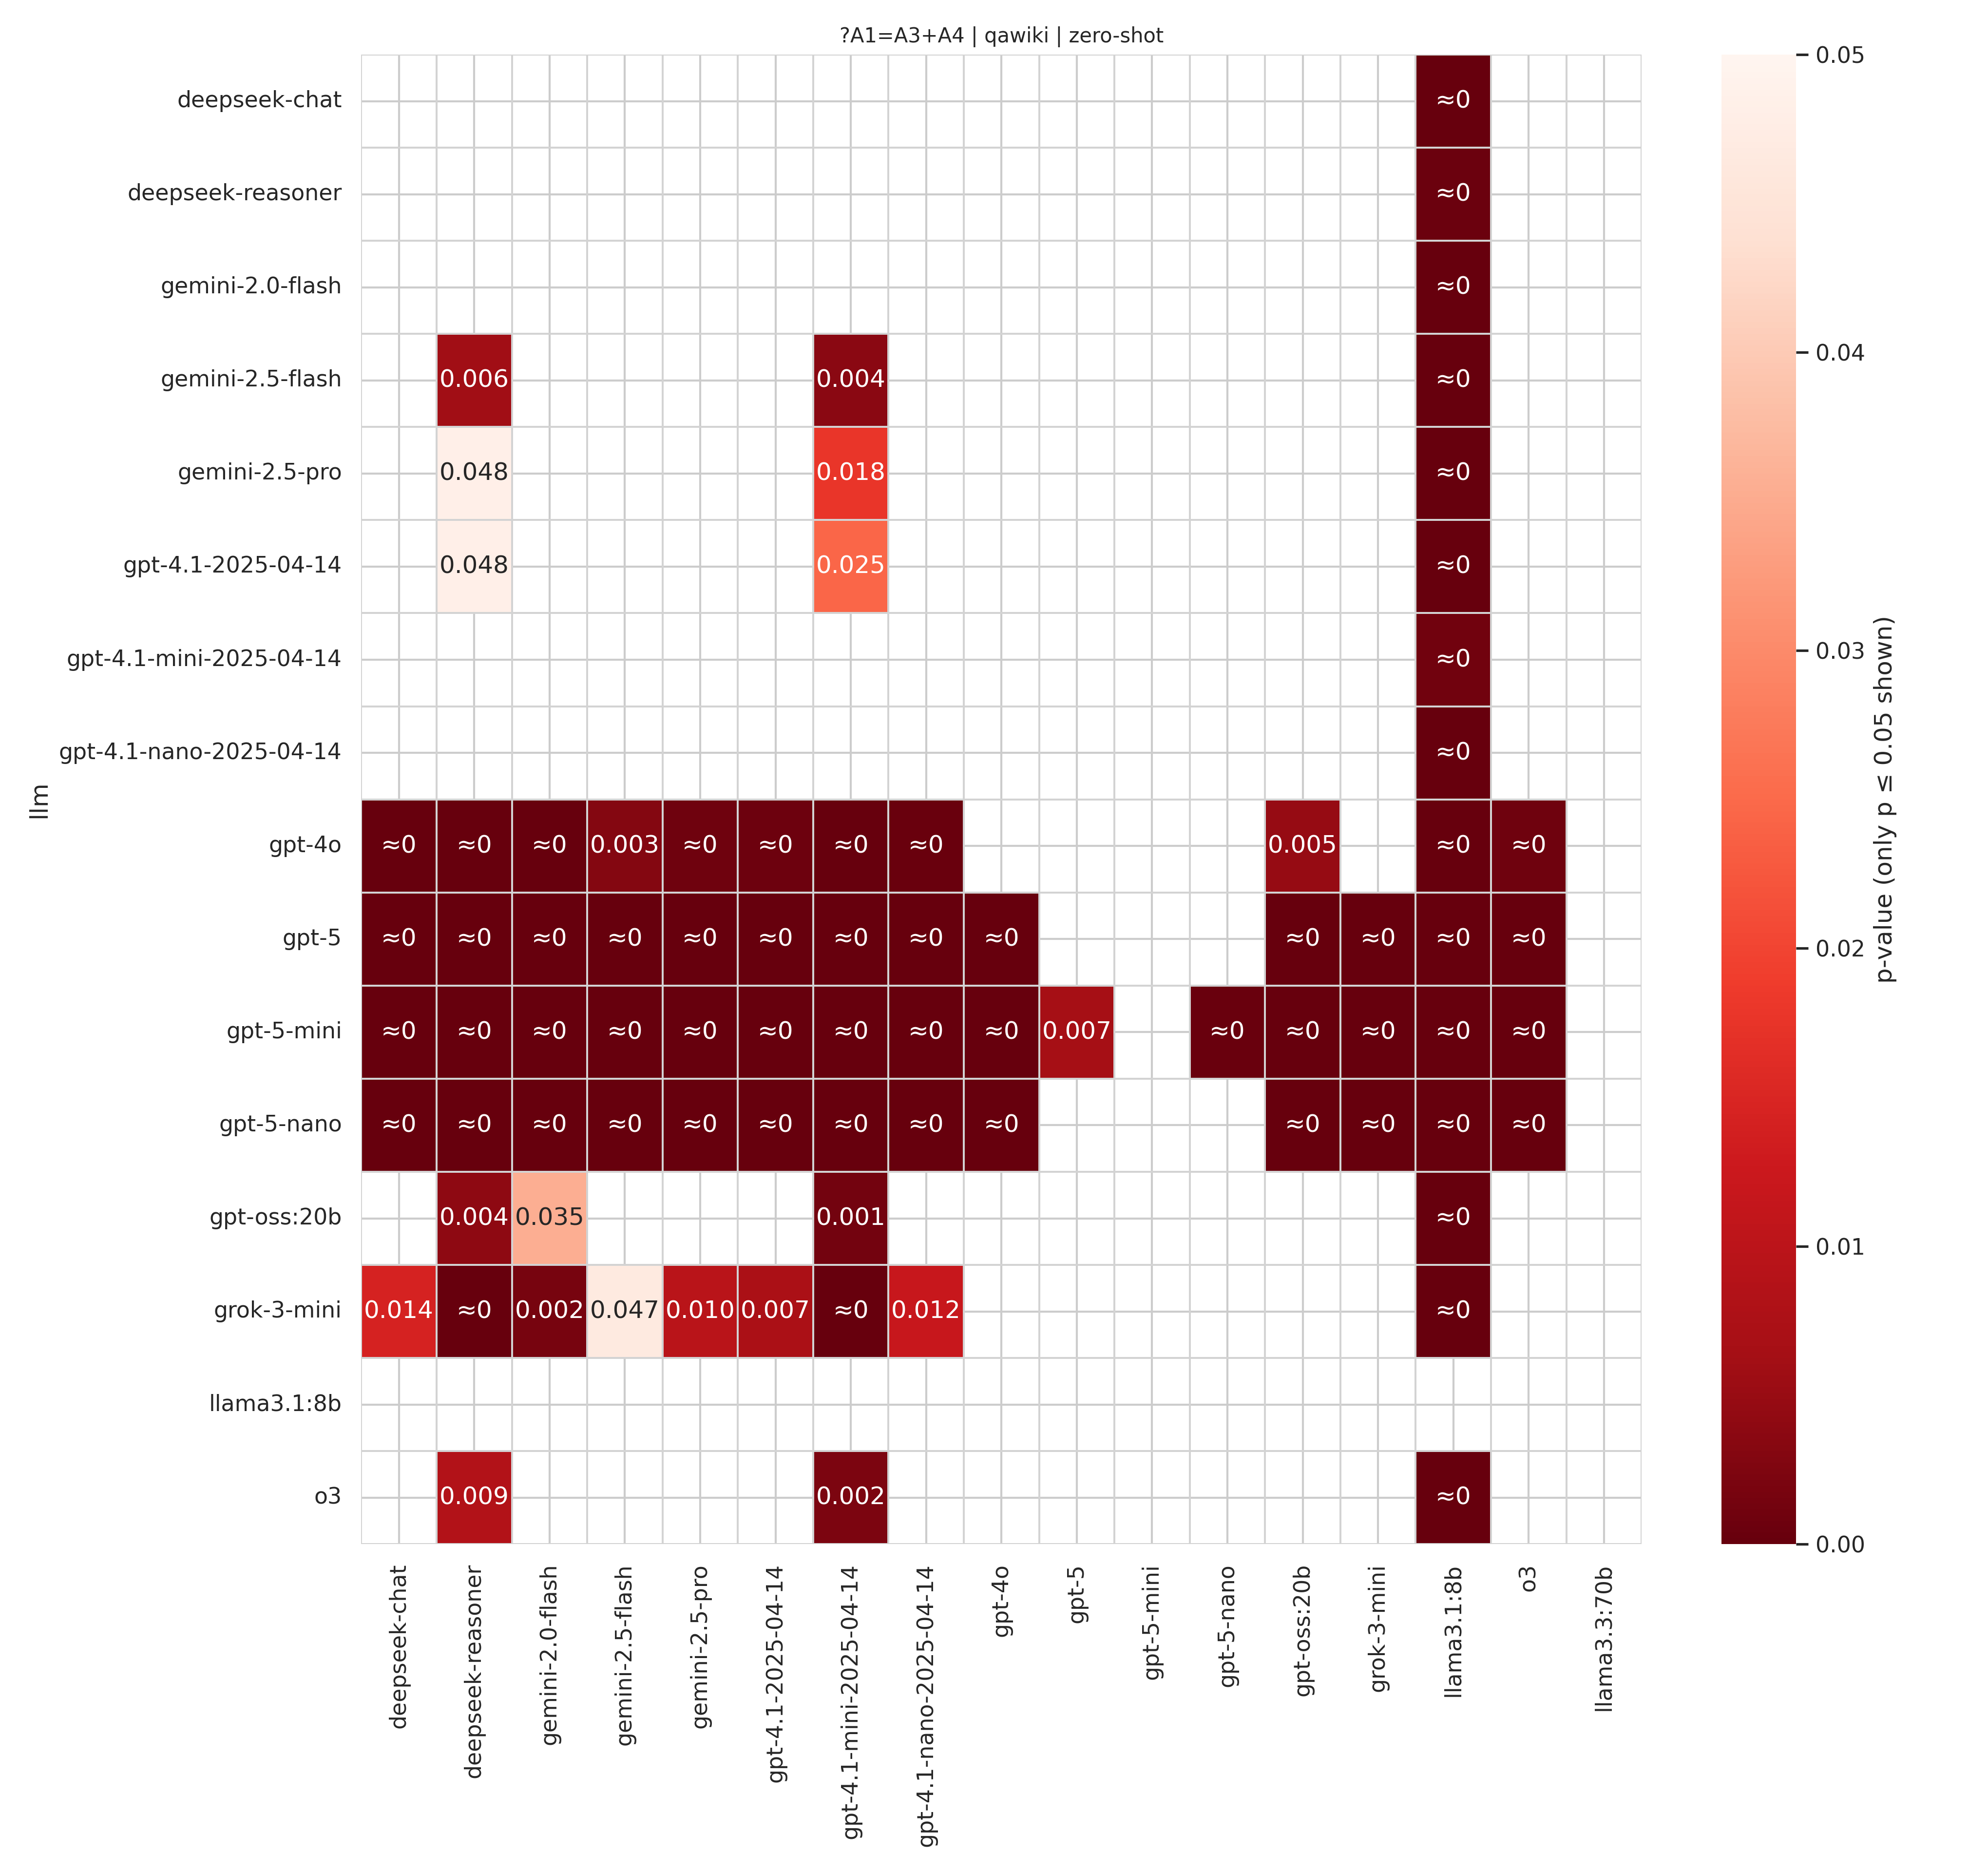 ?A1=A3+A4 | qawiki | zero-shot
deepseek-chat ≈0
deepseek-reasoner ≈0
gemini-2.0-flash ≈0
gemini-2.5-flash 0.006 0.004 ≈0
gemini-2.5-pro 0.048 0.018 ≈0
gpt-4.1-2025-04-14 0.048 0.025 ≈0
gpt-4.1-mini-2025-04-14 ≈0
gpt-4.1-nano-2025-04-14 ≈0
gpt-4o ≈0 ≈0 ≈0 0.003 ≈0 ≈0 ≈0 ≈0 0.005 ≈0 ≈0
gpt-5 ≈0 ≈0 ≈0 ≈0 ≈0 ≈0 ≈0 ≈0 ≈0 ≈0 ≈0 ≈0 ≈0
gpt-5-mini ≈0 ≈0 ≈0 ≈0 ≈0 ≈0 ≈0 ≈0 ≈0 0.007 ≈0 ≈0 ≈0 ≈0 ≈0
gpt-5-nano ≈0 ≈0 ≈0 ≈0 ≈0 ≈0 ≈0 ≈0 ≈0 ≈0 ≈0 ≈0 ≈0
gpt-oss:20b 0.004 0.035 0.001 ≈0
grok-3-mini 0.014 ≈0 0.002 0.047 0.010 0.007 ≈0 0.012 ≈0
llama3.1:8b
o3 0.009 0.002 ≈0
llm
deepseek-chat
deepseek-reasoner
gemini-2.0-flash
gemini-2.5-flash
gemini-2.5-pro
gpt-4.1-2025-04-14
gpt-4.1-mini-2025-04-14
gpt-4.1-nano-2025-04-14
gpt-4o
gpt-5
gpt-5-mini
gpt-5-nano
gpt-oss:20b
grok-3-mini
llama3.1:8b
o3
llama3.3:70b
0.05
0.04
0.03
0.02
0.01
0.00
p-value (only p ≤ 0.05 shown)